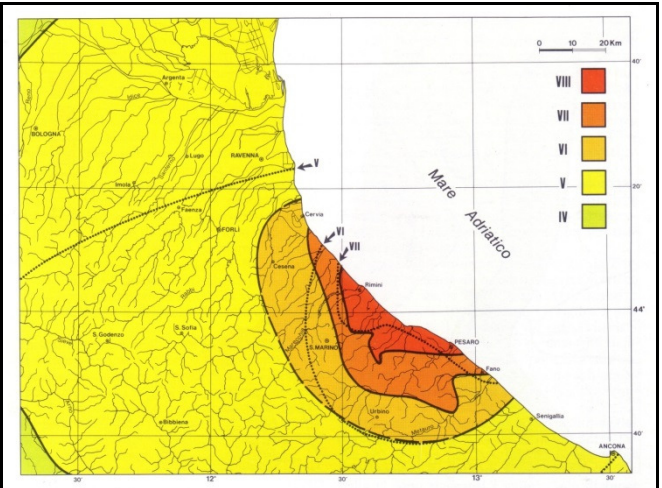 0 10 20 Km
40'
VIII
VII
VI
V
IV
Argenta
BOLOGNA
Lugo
RAVENNA
V
Imola
20'
Faenza
FORLÌ
Cervia
VI
VII
Mare Adriatico
Cesena
Rimini
44°
S. Godenzo
S. Sofia
S. MARINO
PESARO
Fano
Urbino
Metauro
Senigallia
Bibbiena
40'
ANCONA
30'
12°
30'
13°
30'